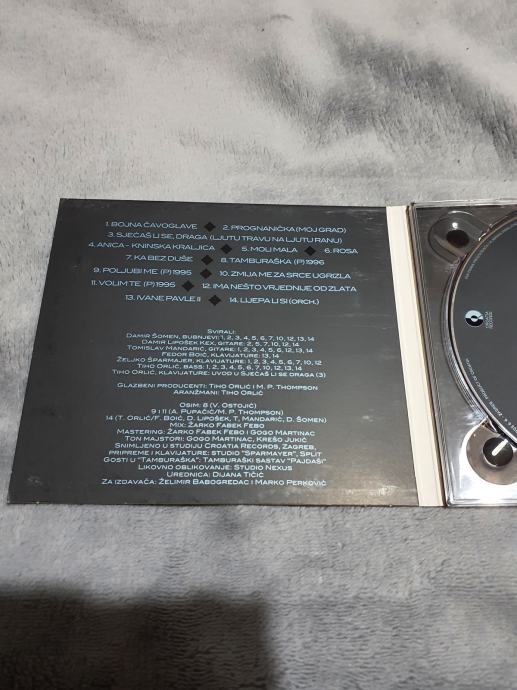 1. BOJNA ČAVOGLAVE ◆ 2. PROGNANIČKA (MOJ GRAD)
3. SJEĆAŠ LI SE, DRAGA (LJUTU TRAVU NA LJUTU RANU)
4. ANICA - KNINSKA KRALJICA ◆ 5. MOLI MALA ◆ 6. ROSA
7. KA BEZ DUŠE ◆ 8. TAMBURAŠKA (P) 1996
9. POLJUBI ME (P) 1995 ◆ 10. ZMIJA ME ZA SRCE UGRIZLA
11. VOLIM TE (P) 1995 ◆ 12. IMA NEŠTO VRJEDNIJE OD ZLATA
13. IVANE PAVLE II ◆ 14. LIJEPA LI SI (ORCH.)
SVIRALI:
DAMIR ŠOMEN, BUBNJEVI: 1, 2, 3, 4, 5, 6, 7, 10, 12, 13, 14
DAMIR LIPOŠEK KEX, GITARE: 2, 5, 7, 10, 12, 14
TOMISLAV MANDARIĆ, GITARE: 1, 2, 3, 4, 5, 6, 13, 14
FEDOR BOIĆ, KLAVIJATURE: 13, 14
ŽELJKO ŠPARMAJER, KLAVIJATURE: 1, 2, 3, 4, 5, 6, 7, 10, 12
TIHO ORLIĆ, BASS: 1, 2, 3, 4, 5, 6, 7, 10, 12, 13, 14
TIHO ORLIĆ, KLAVIJATURE: UVOD U SJEĆAŠ LI SE DRAGA (3)
GLAZBENI PRODUCENTI: TIHO ORLIĆ I M. P. THOMPSON
ARANŽMANI: TIHO ORLIĆ
OSIM: 8 (V. OSTOJIĆ)
9 I 11 (A. PUPAČIĆ/M. P. THOMPSON)
14 (T. ORLIĆ/F. BOIĆ, D. LIPOŠEK, T. MANDARIĆ, D. ŠOMEN)
MIX: ŽARKO FABEK FEBO
MASTERING: ŽARKO FABEK FEBO I GOGO MARTINAC
TON MAJSTORI: GOGO MARTINAC, KREŠO JUKIĆ
SNIMLJENO U STUDIJU CROATIA RECORDS, ZAGREB,
PRIPREME I KLAVIJATURE: STUDIO "SPARMAYER", SPLIT
GOSTI U "TAMBURAŠKA": TAMBURAŠKI SASTAV "PAJDAŠI"
LIKOVNO OBLIKOVANJE: STUDIO NEXUS
UREDNICA: DIJANA TIČIĆ
ZA IZDAVAČA: ŽELIMIR BABOGREDAC I MARKO PERKOVIĆ